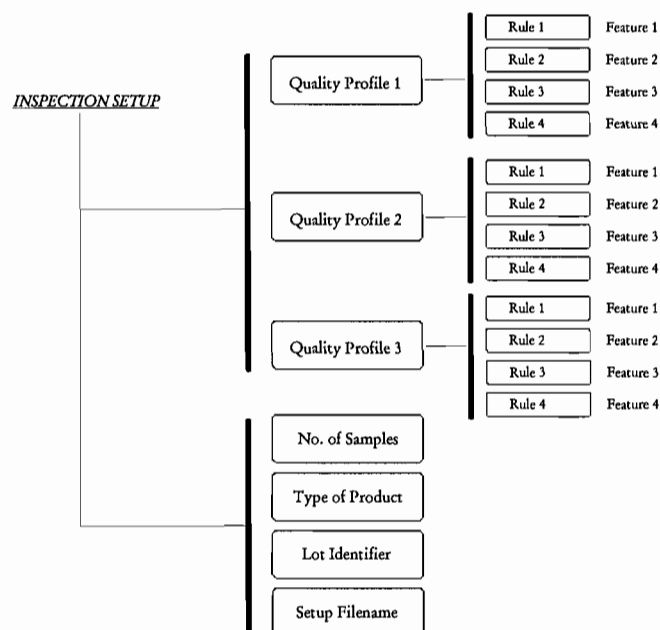 INSPECTION SETUP
Quality Profile 1
Rule 1 Feature 1
Rule 2 Feature 2
Rule 3 Feature 3
Rule 4 Feature 4
Quality Profile 2
Rule 1 Feature 1
Rule 2 Feature 2
Rule 3 Feature 3
Rule 4 Feature 4
Quality Profile 3
Rule 1 Feature 1
Rule 2 Feature 2
Rule 3 Feature 3
Rule 4 Feature 4
No. of Samples
Type of Product
Lot Identifier
Setup Filename